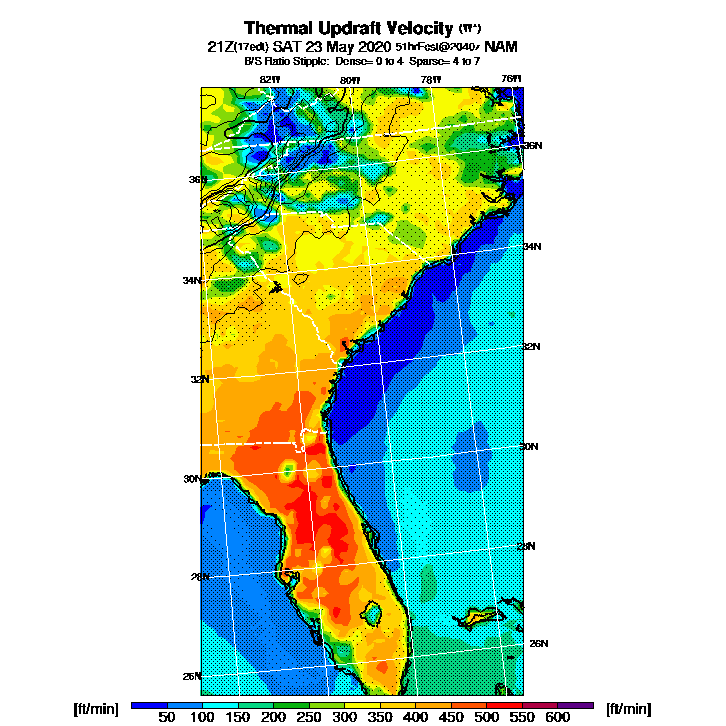 Thermal Updraft Velocity (W*)
21Z(17edt) SAT 23 May 2020 51hrFcst@2040z NAM
B/S Ratio Stipple: Dense= 0 to 4 Sparse= 4 to 7
82W 80W 78W 76W
36N
36N
34N
34N
32N
32N
30N
30N
28N
28N
26N
26N
[ft/min] 50 100 150 200 250 300 350 400 450 500 550 600 [ft/min]